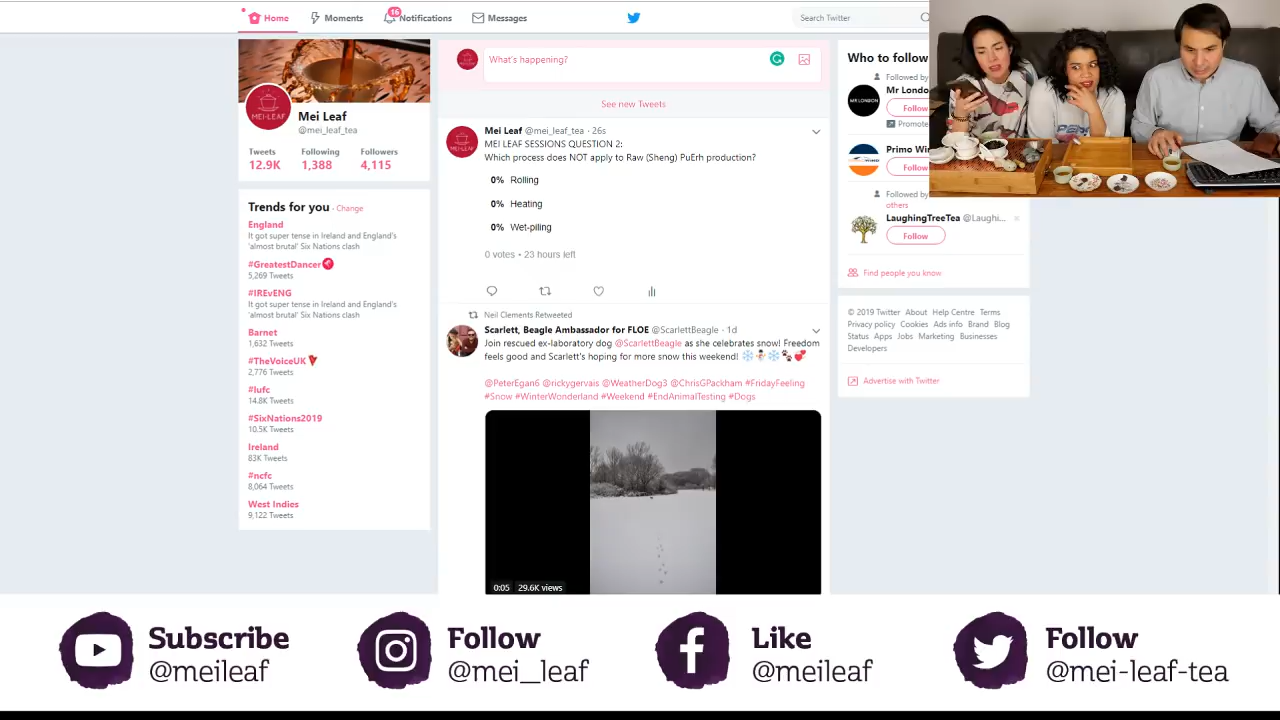 Home
Moments
16
Notifications
Messages
Search Twitter
Mei Leaf
@mei_leaf_tea
Tweets
Following
Followers
12.9K
1,388
4,115
Trends for you · Change
England
It got super tense in Ireland and England's
'almost brutal' Six Nations clash
#GreatestDancer
5,269 Tweets
#IREvENG
It got super tense in Ireland and England's
'almost brutal' Six Nations clash
Barnet
1,632 Tweets
#TheVoiceUK
2,776 Tweets
#lufc
14.8K Tweets
#SixNations2019
10.5K Tweets
Ireland
83K Tweets
#ncfc
8,064 Tweets
West Indies
9,122 Tweets
MEI-LEAF
What's happening?
See new Tweets
Mei Leaf @mei_leaf_tea · 26s
MEI LEAF SESSIONS QUESTION 2:
Which process does NOT apply to Raw (Sheng) PuErh production?
0% Rolling
0% Heating
0% Wet-piling
0 votes • 23 hours left
Neil Clements Retweeted
Scarlett, Beagle Ambassador for FLOE @ScarlettBeagle · 1d
Join rescued ex-laboratory dog @ScarlettBeagle as she celebrates snow! Freedom
feels good and Scarlett's hoping for more snow this weekend!
@PeterEgan6 @rickygervais @WeatherDog3 @ChrisGPackham #FridayFeeling
#Snow #WinterWonderland #Weekend #EndAnimalTesting #Dogs
0:05 29.6K views
Who to follow
Followed by
Mr Londo
MR LONDON
Follow
Promote
Primo Wi
Follow
Followed by
others
LaughingTreeTea @Laughi...
Follow
Find people you know
© 2019 Twitter About Help Centre Terms
Privacy policy Cookies Ads info Brand Blog
Status Apps Jobs Marketing Businesses
Developers
Advertise with Twitter
Subscribe
@meileaf
Follow
@mei_leaf
Like
@meileaf
Follow
@mei-leaf-tea